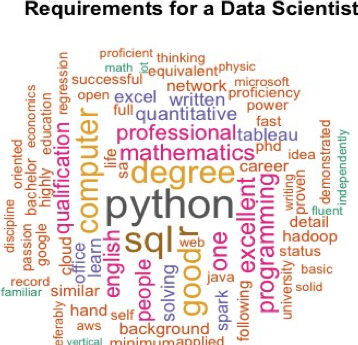 Requirements for a Data Scientist
proficient
thinking
math
iot
equivalent
physic
successful
network
microsoft
regression
open
excel
written
proficiency
economics
education
full
quantitative
power
computer
professional
tableau
fast
qualification
mathematics
phd
idea
demonstrated
independently
oriented
bachelor
highly
life
sas
degree
career
writing
proven
python
excellent
programming
fluent
discipline
passion
google
cloud
office
learn
english
sql
r
web
one
detail
hadoop
status
people
solving
good
java
basic
record
familiar
similar
spark
following
university
solid
hand
self
aws
background
vertical
minimum
applied